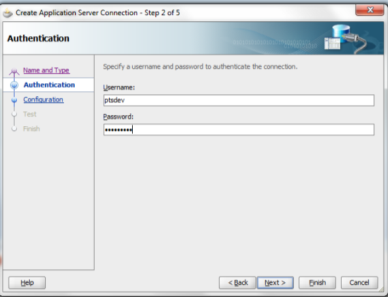 Create Application Server Connection - Step 2 of 5
Authentication
Name and Type
Authentication
Configuration
Test
Finish
Specify a username and password to authenticate the connection.
Username:
ptsdev
Password:
•••••••••
Help
< Back
Next >
Finish
Cancel